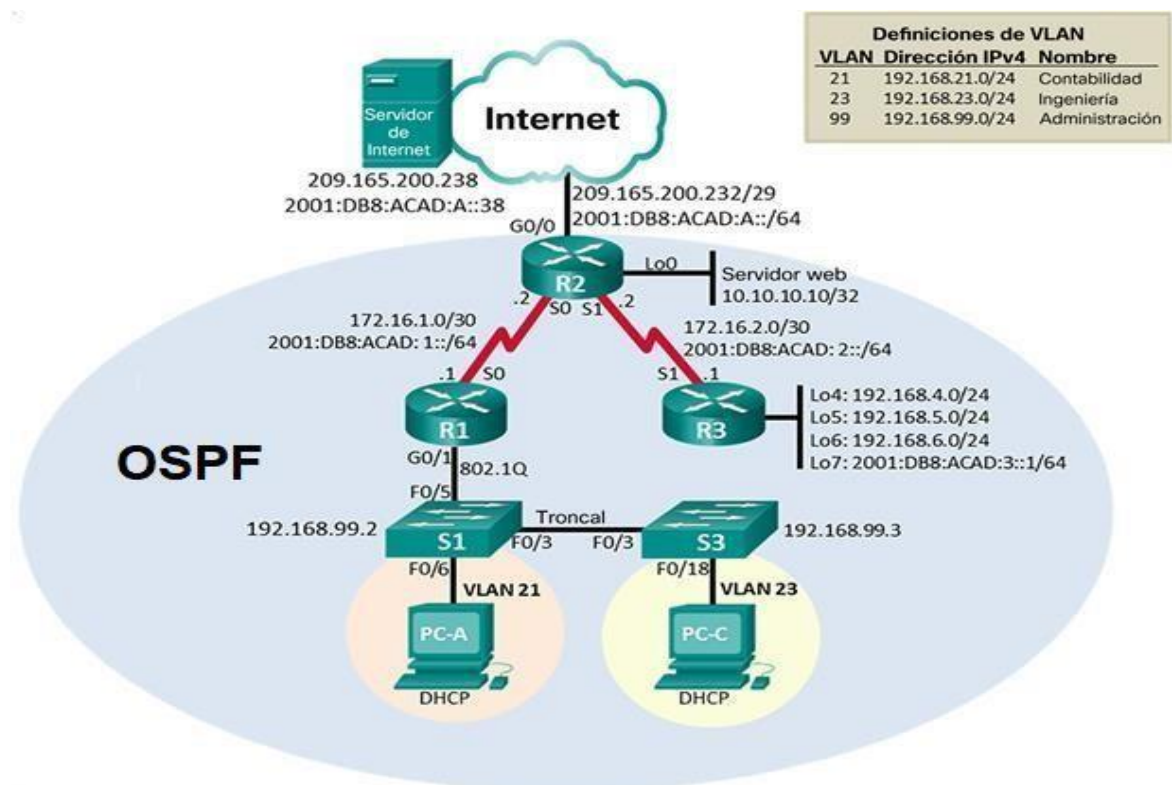 Definiciones de VLAN
VLAN Dirección IPv4 Nombre
21 192.168.21.0/24 Contabilidad
23 192.168.23.0/24 Ingeniería
99 192.168.99.0/24 Administración
Servidor
de
Internet
Internet
209.165.200.238
2001:DB8:ACAD:A::38
209.165.200.232/29
2001:DB8:ACAD:A::/64
G0/0
R2
Lo0
Servidor web
10.10.10.10/32
.2
S0
S1
.2
172.16.1.0/30
2001:DB8:ACAD: 1::/64
172.16.2.0/30
2001:DB8:ACAD: 2::/64
.1
S0
S1
.1
R1
R3
Lo4: 192.168.4.0/24
Lo5: 192.168.5.0/24
Lo6: 192.168.6.0/24
Lo7: 2001:DB8:ACAD:3::1/64
OSPF
G0/1
802.1Q
F0/5
192.168.99.2
S1
Troncal
F0/3
F0/3
S3
192.168.99.3
F0/6
F0/18
VLAN 21
VLAN 23
PC-A
PC-C
DHCP
DHCP